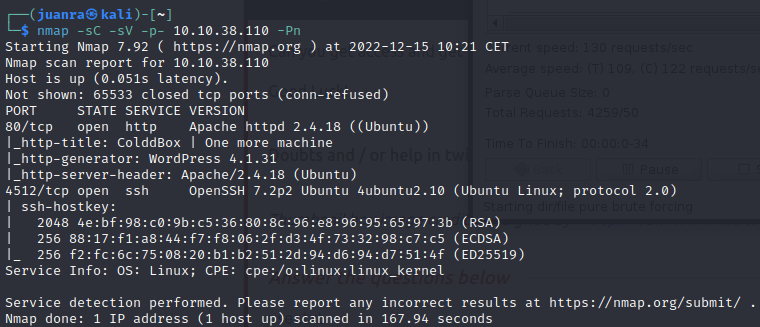 ┌──(juanra㉿kali)-[~]
└─$ nmap -sC -sV -p- 10.10.38.110 -Pn
Starting Nmap 7.92 ( https://nmap.org ) at 2022-12-15 10:21 CET
Nmap scan report for 10.10.38.110
Host is up (0.051s latency).
Not shown: 65533 closed tcp ports (conn-refused)
PORT     STATE SERVICE VERSION
80/tcp   open  http    Apache httpd 2.4.18 ((Ubuntu))
|_http-title: ColddBox | One more machine
|_http-generator: WordPress 4.1.31
|_http-server-header: Apache/2.4.18 (Ubuntu)
4512/tcp open  ssh     OpenSSH 7.2p2 Ubuntu 4ubuntu2.10 (Ubuntu Linux; protocol 2.0)
| ssh-hostkey:
|   2048 4e:bf:98:c0:9b:c5:36:80:8c:96:e8:96:95:65:97:3b (RSA)
|   256 88:17:f1:a8:44:f7:f8:06:2f:d3:4f:73:32:98:c7:c5 (ECDSA)
|_  256 f2:fc:6c:75:08:20:b1:b2:51:2d:94:d6:94:d7:51:4f (ED25519)
Service Info: OS: Linux; CPE: cpe:/o:linux:linux_kernel
Service detection performed. Please report any incorrect results at https://nmap.org/submit/ .
Nmap done: 1 IP address (1 host up) scanned in 167.94 seconds
ent speed: 130 requests/sec
Average speed: (T) 109, (C) 122 requests/sec
Parse Queue Size: 0
Total Requests: 4259/50
Time To Finish: 00:00:0-34
Pause
Starting dir/file pure brute forcing
Doubts and / or help in twi
Answer the questions below